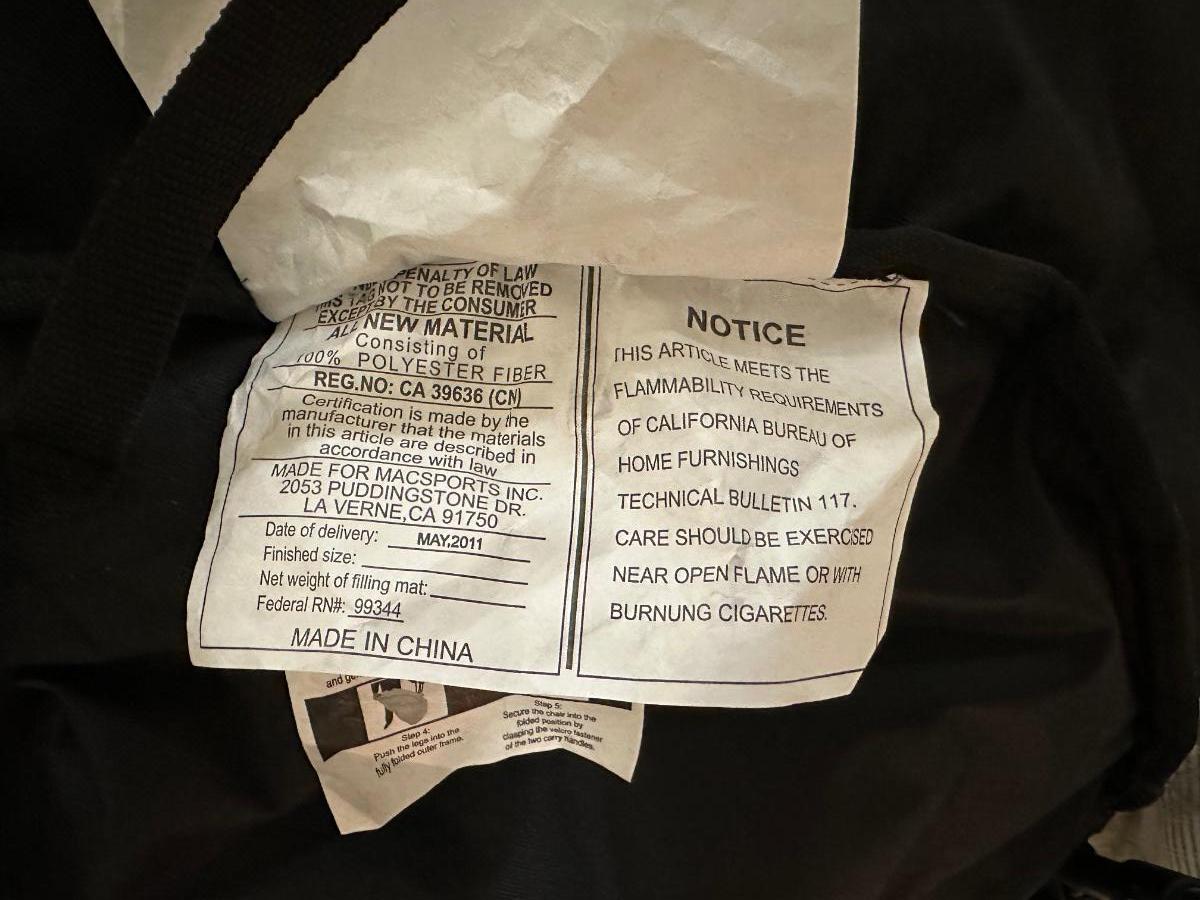 PENALTY OF LAW
THIS TAG NOT TO BE REMOVED
EXCEPT BY THE CONSUMER
ALL NEW MATERIAL
Consisting of
100% POLYESTER FIBER
REG.NO: CA 39636 (CN)
Certification is made by the
manufacturer that the materials
in this article are described in
accordance with law
MADE FOR MACSPORTS INC.
2053 PUDDINGSTONE DR.
LA VERNE,CA 91750
Date of delivery: MAY,2011
Finished size:
Net weight of filling mat:
Federal RN#: 99344
MADE IN CHINA
NOTICE
THIS ARTICLE MEETS THE
FLAMMABILITY REQUIREMENTS
OF CALIFORNIA BUREAU OF
HOME FURNISHINGS
TECHNICAL BULLETIN 117.
CARE SHOULD BE EXERCISED
NEAR OPEN FLAME OR WITH
BURNUNG CIGARETTES.
and
Step 4:
Push the legs into the
fully folded outer frame.
Step 5:
Secure the chair into the
folded position by
clasping the velcro fastener
of the two carry handles.